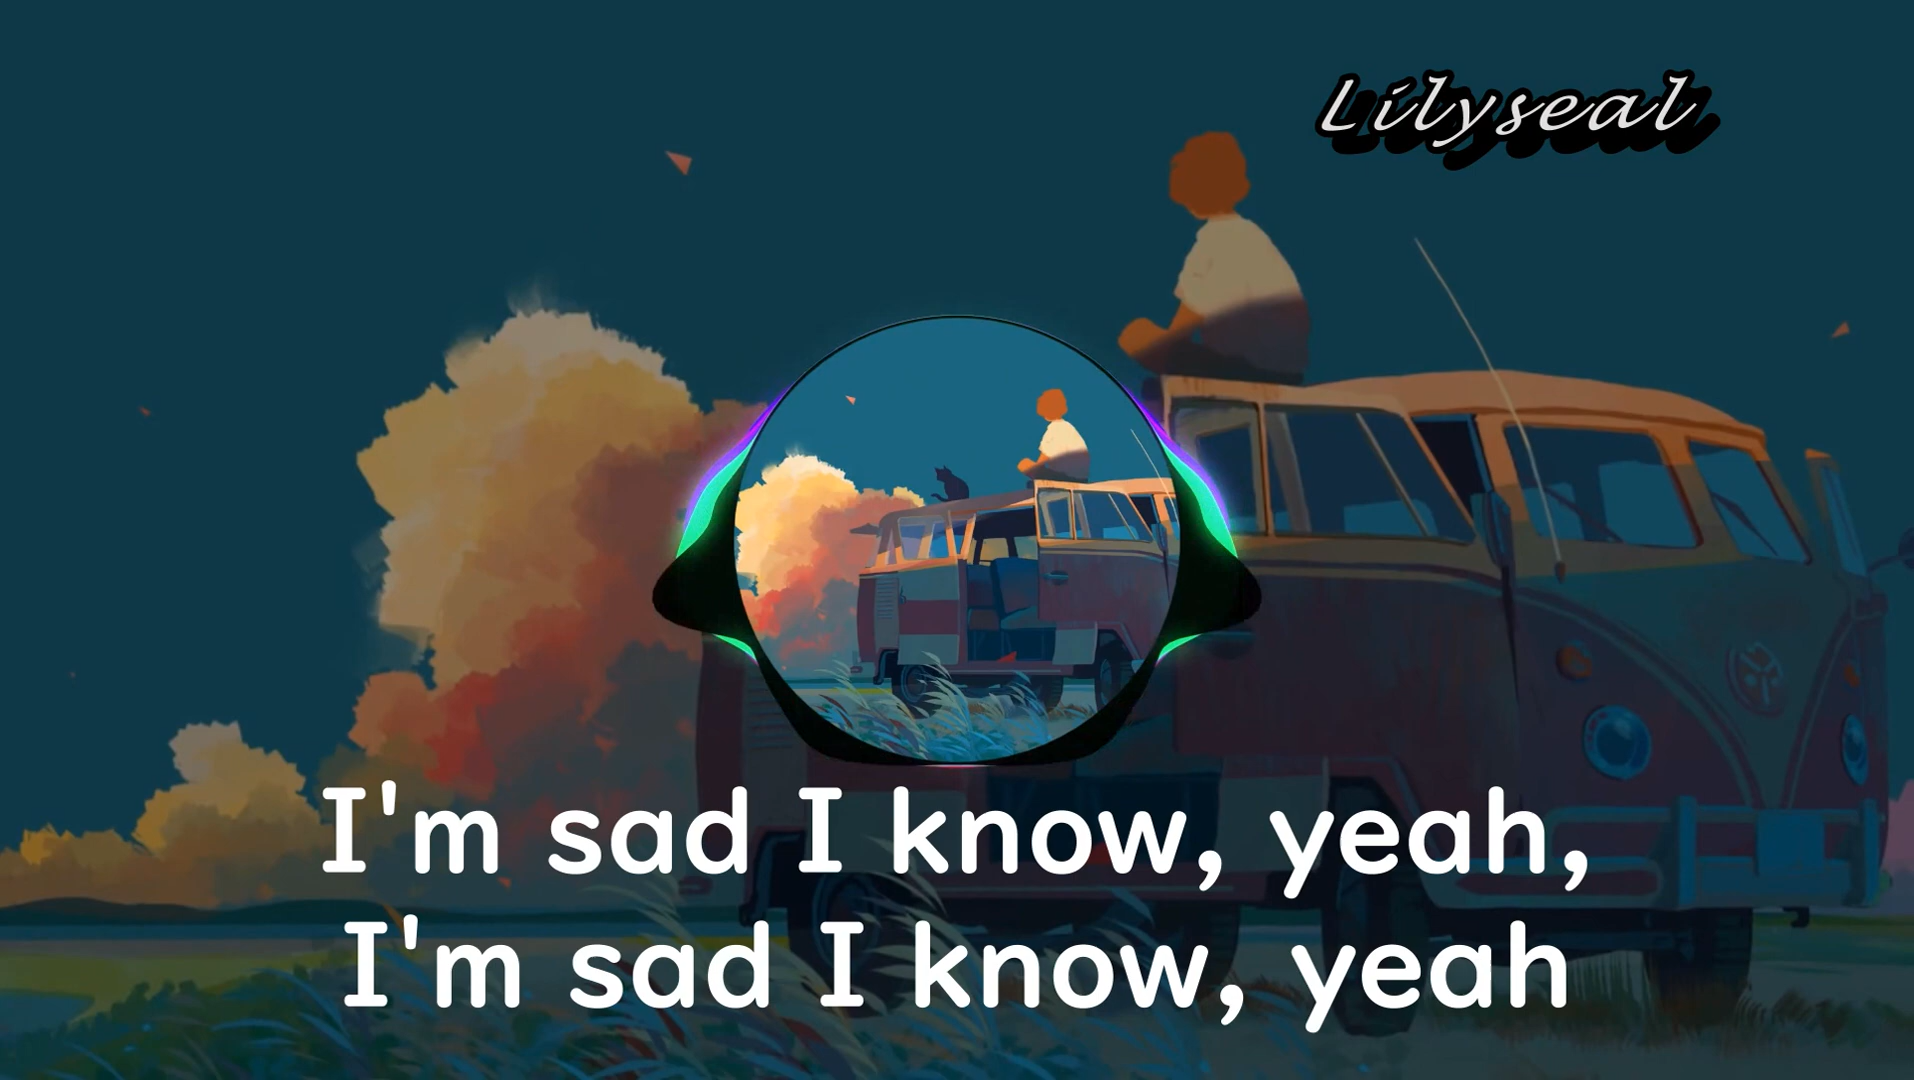 Lilyseal
I'm sad I know, yeah,
I'm sad I know, yeah